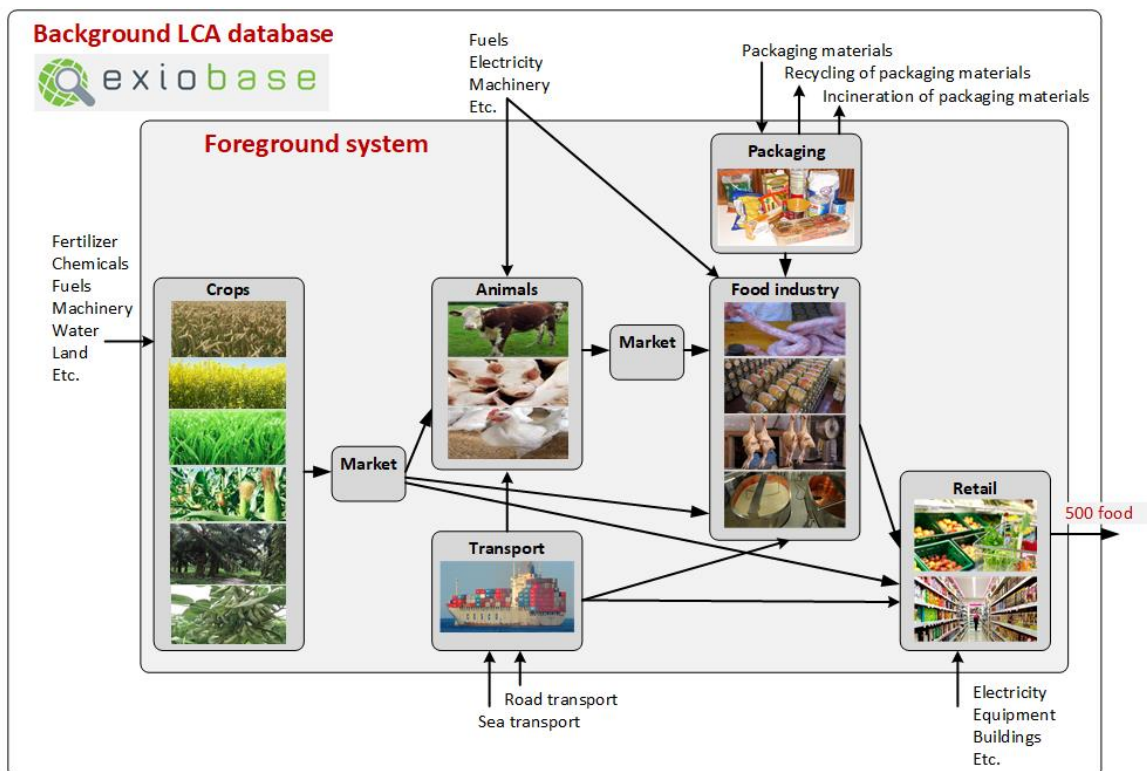 Background LCA database
exiobase
Fuels
Electricity
Machinery
Etc.
Packaging materials
Recycling of packaging materials
Incineration of packaging materials
Foreground system
Packaging
Fertilizer
Chemicals
Fuels
Machinery
Water
Land
Etc.
Crops
Animals
Food industry
Market
Market
Retail
500 food
Transport
Road transport
Sea transport
Electricity
Equipment
Buildings
Etc.